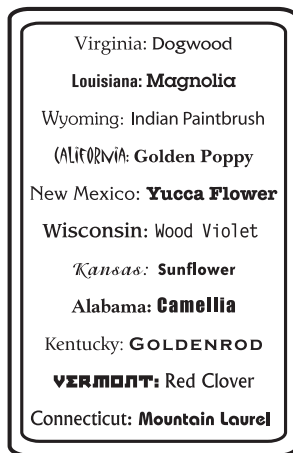 Virginia: Dogwood
Louisiana: Magnolia
Wyoming: Indian Paintbrush
CALIFORNIA: Golden Poppy
New Mexico: Yucca Flower
Wisconsin: Wood Violet
Kansas: Sunflower
Alabama: Camellia
Kentucky: GOLDENROD
VERMONT: Red Clover
Connecticut: Mountain Laurel